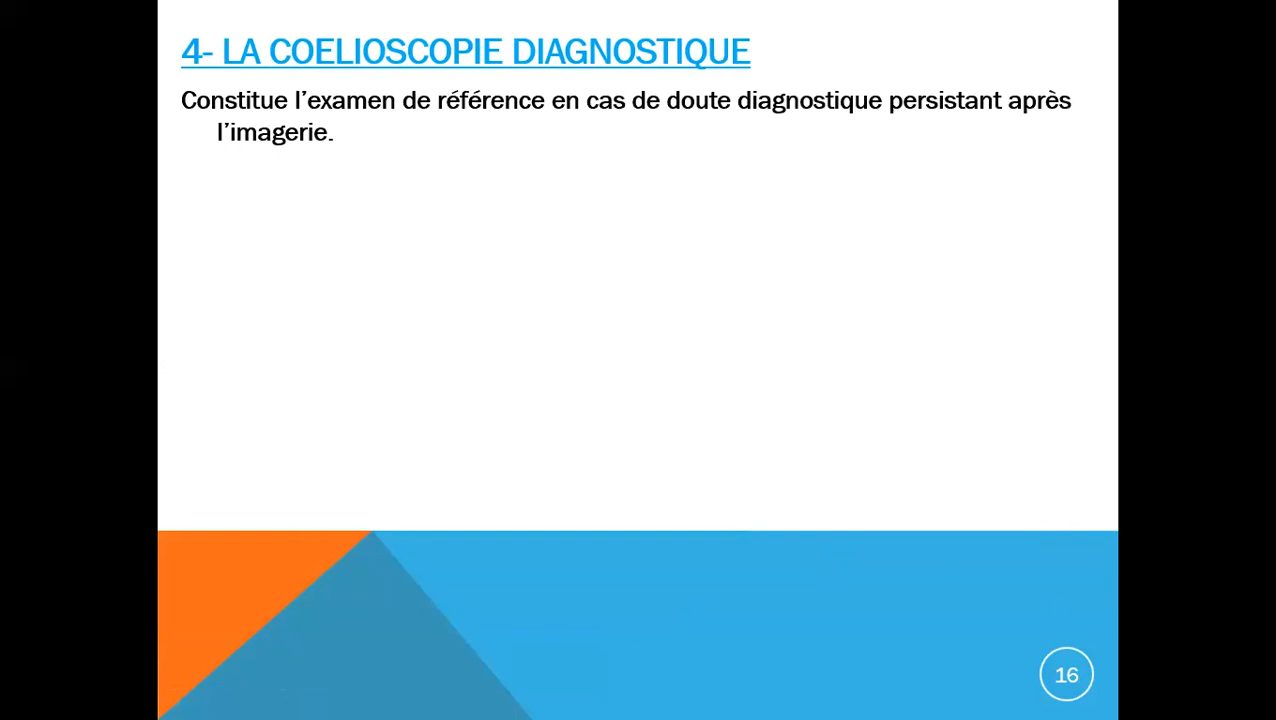 4- LA COELIOSCOPIE DIAGNOSTIQUE
Constitue l’examen de référence en cas de doute diagnostique persistant après
l’imagerie.
16